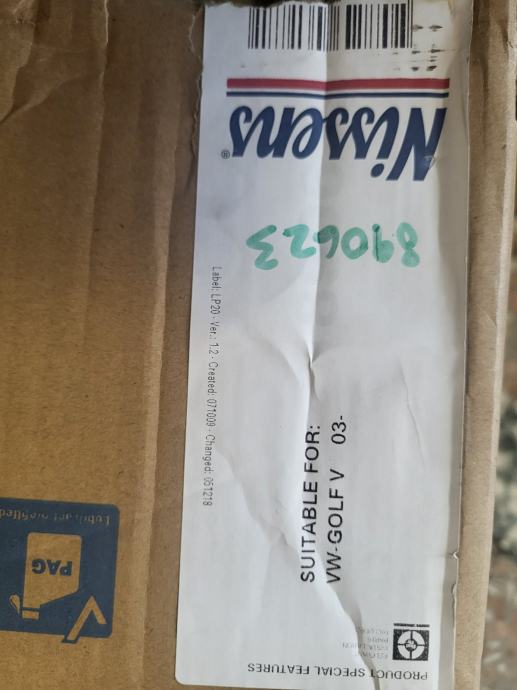 Nissens®
890623
Label: LP20 - Ver.: 1.2 - Created: 071009 - Changed: 051218
SUITABLE FOR:
VW-GOLF V 03-
PRODUCT SPECIAL FEATURES
PAG